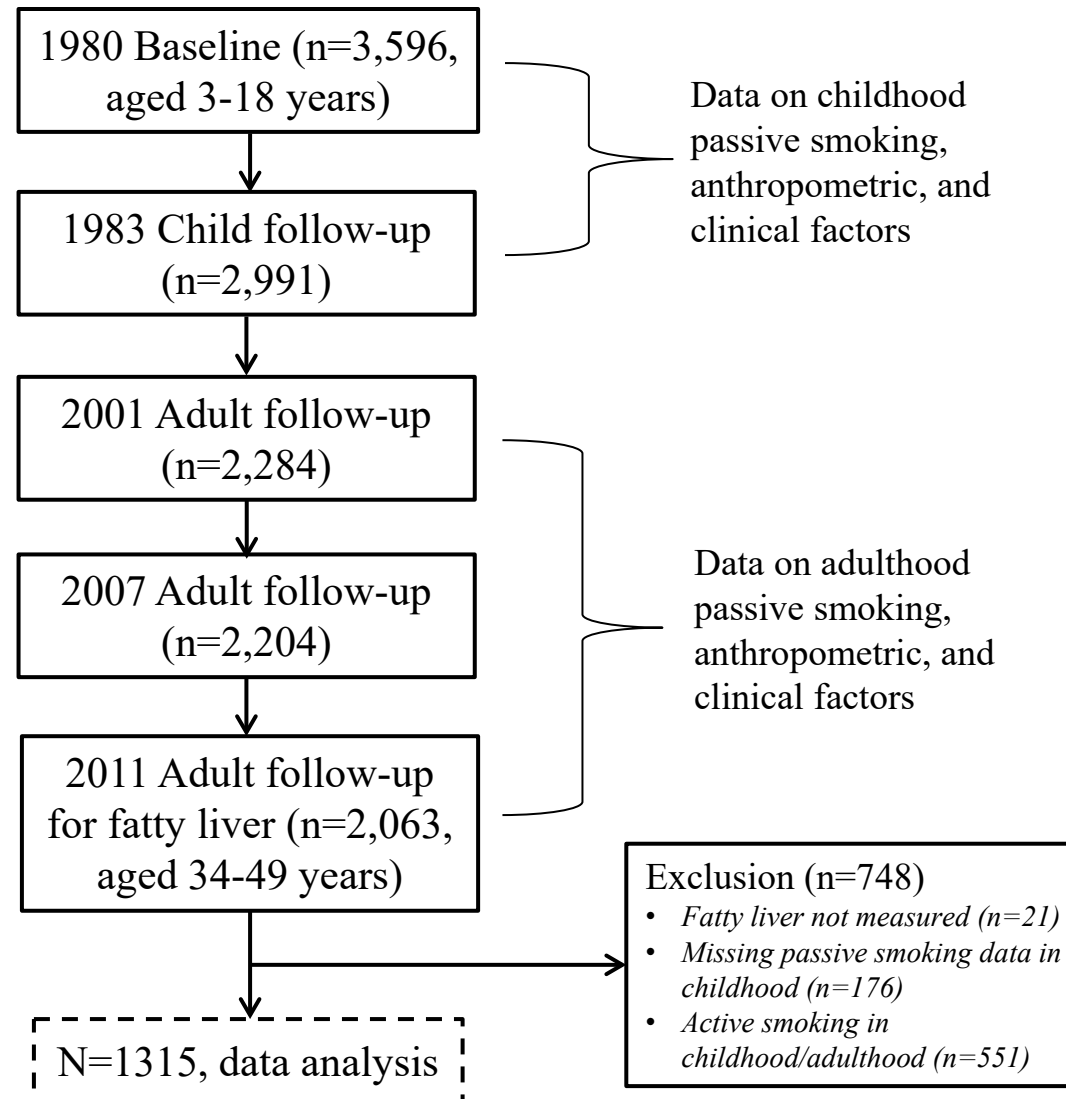 1980 Baseline (n=3,596,
aged 3-18 years)
Data on childhood
passive smoking,
anthropometric, and
clinical factors
1983 Child follow-up
(n=2,991)
2001 Adult follow-up
(n=2,284)
2007 Adult follow-up
(n=2,204)
Data on adulthood
passive smoking,
anthropometric, and
clinical factors
2011 Adult follow-up
for fatty liver (n=2,063,
aged 34-49 years)
Exclusion (n=748)
• Fatty liver not measured (n=21)
• Missing passive smoking data in
childhood (n=176)
• Active smoking in
childhood/adulthood (n=551)
N=1315, data analysis